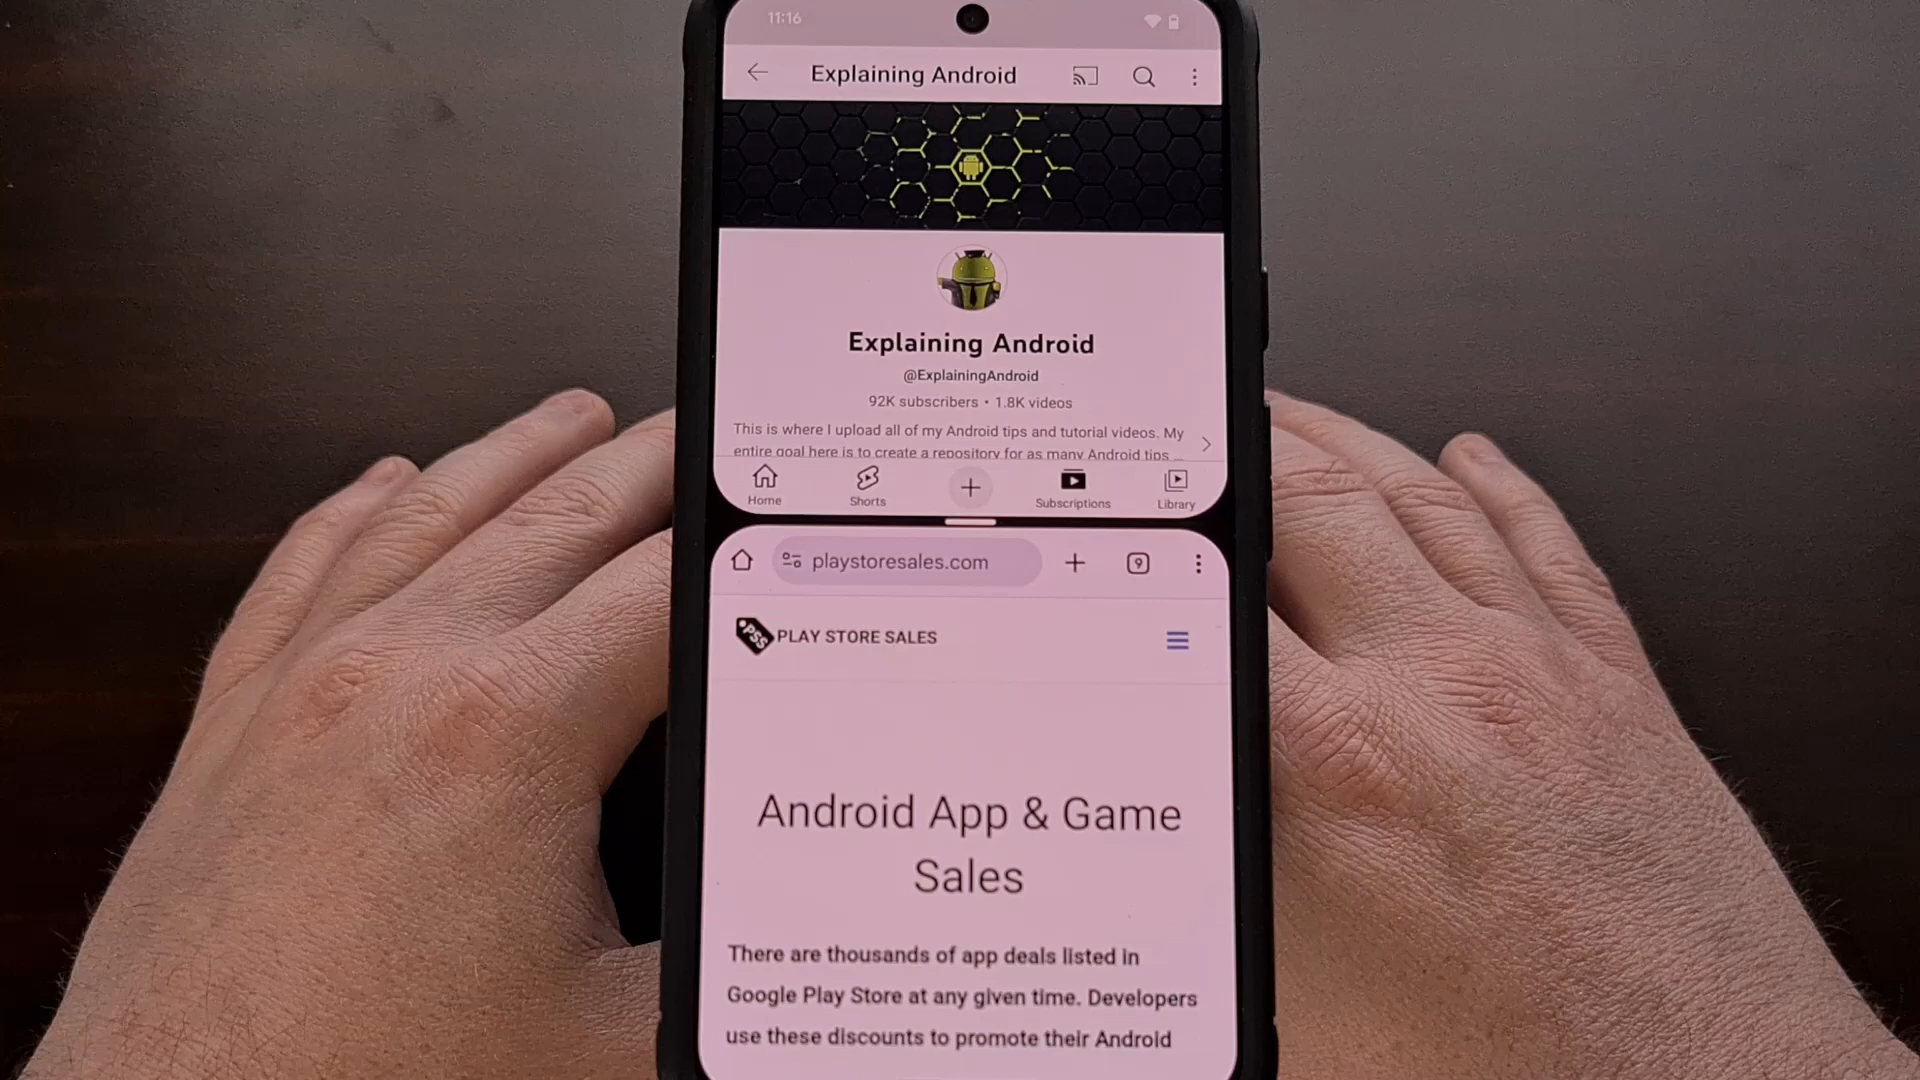 11:16
Explaining Android
Explaining Android
@ExplainingAndroid
92K subscribers • 1.8K videos
This is where I upload all of my Android tips and tutorial videos. My
entire goal here is to create a repository for as many Android tips ...
Home
Shorts
Subscriptions
Library
playstoresales.com
9
PSS
PLAY STORE SALES
Android App & Game
Sales
There are thousands of app deals listed in
Google Play Store at any given time. Developers
use these discounts to promote their Android